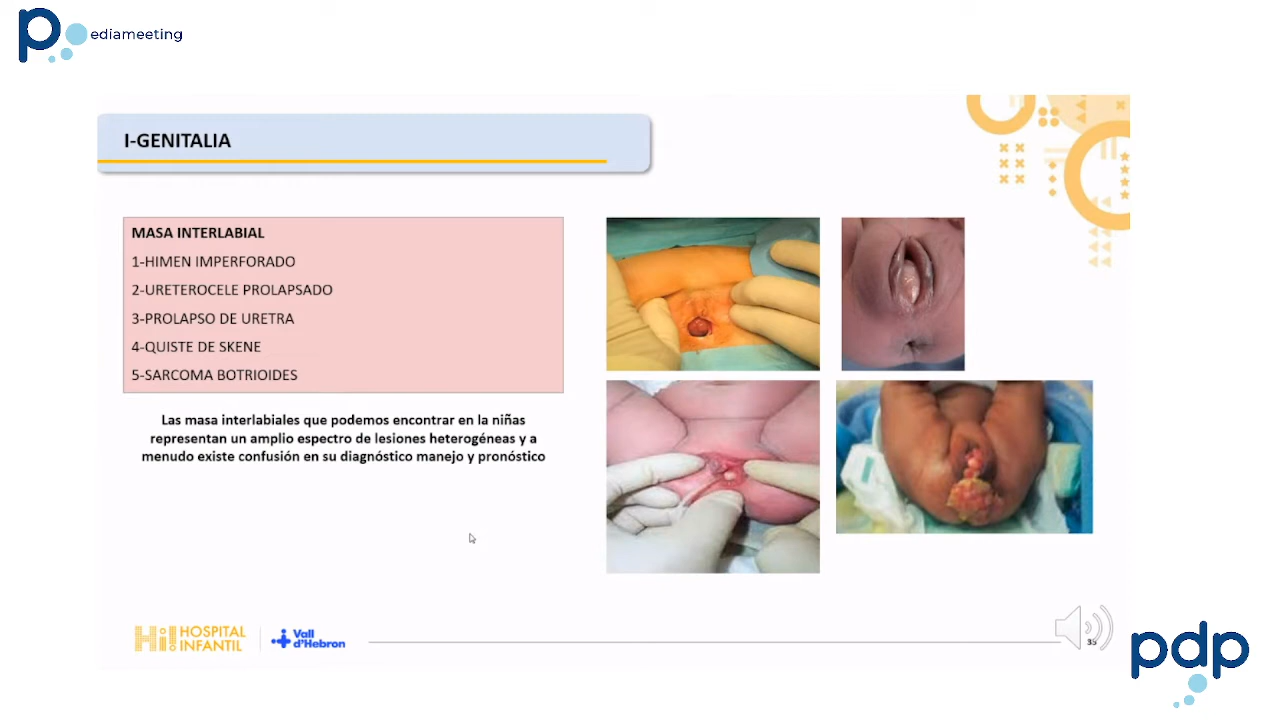 pediameeting
I-GENITALIA
MASA INTERLABIAL
1-HIMEN IMPERFORADO
2-URETEROCELE PROLAPSADO
3-PROLAPSO DE URETRA
4-QUISTE DE SKENE
5-SARCOMA BOTRIOIDES
Las masa interlabiales que podemos encontrar en la niñas
representan un amplio espectro de lesiones heterogéneas y a
menudo existe confusión en su diagnóstico manejo y pronóstico
Hi! HOSPITAL
INFANTIL
Vall
d'Hebron
35
pdp